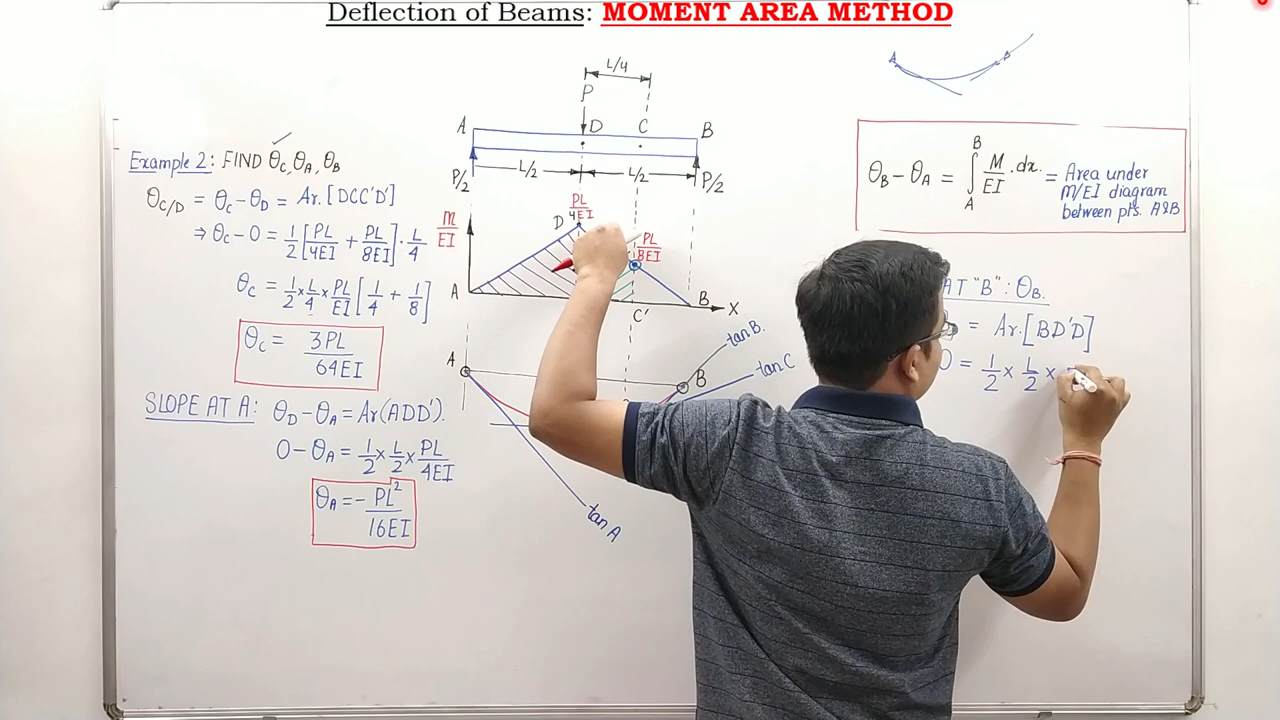 Deflection of Beams: MOMENT AREA METHOD
Example 2: FIND θC, θA, θB
θC/D = θC - θD = Ar.[DCC'D']
⇒ θC - 0 = 1/2 [PL/4EI + PL/8EI] · L/4
θC = 1/2 × L/4 × PL/EI [1/4 + 1/8]
θC = 3PL/64EI
SLOPE AT A: θD - θA = Ar(ADD').
0 - θA = 1/2 × L/2 × PL/4EI
θA = - PL²/16EI
L/4
P
A
D
C
B
P/2
L/2
L/2
P/2
M/EI
PL/4EI
D
PL/8EI
A
C'
B
X
A
B
tan B.
tan C
tan A
A
B
θB - θA = ∫ A B M/EI .dx. = Area under
M/EI diagram
between pts. A&B
AT "B": θB.
= Ar.[BD'D]
0 = 1/2 × L/2 ×